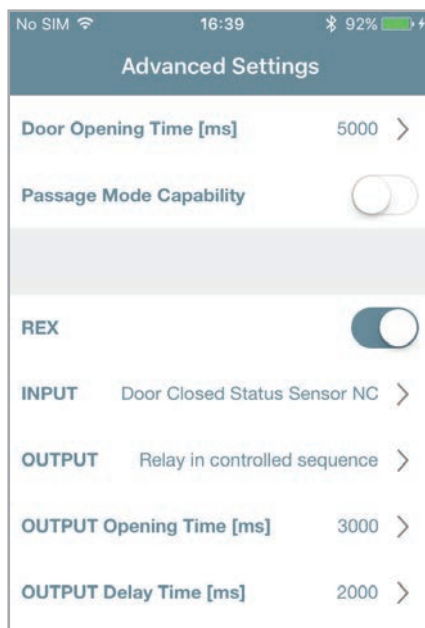 No SIM 16:39 92%
Advanced Settings
Door Opening Time [ms] 5000
Passage Mode Capability
REX
INPUT Door Closed Status Sensor NC
OUTPUT Relay in controlled sequence
OUTPUT Opening Time [ms] 3000
OUTPUT Delay Time [ms] 2000